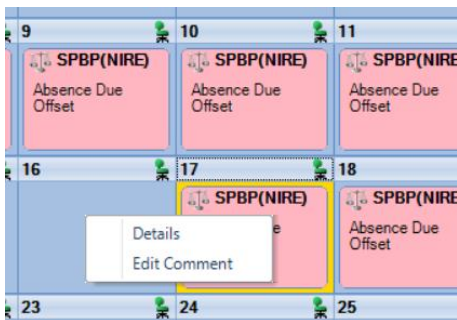 9 10 11
SPBP(NIRE) SPBP(NIRE) SPBP(NIRE
Absence Due Absence Due Absence Due
Offset Offset Offset
16 17 18
SPBP(NIRE) SPBP(NIRE
Details e Absence Due
Offset
Edit Comment
23 24 25